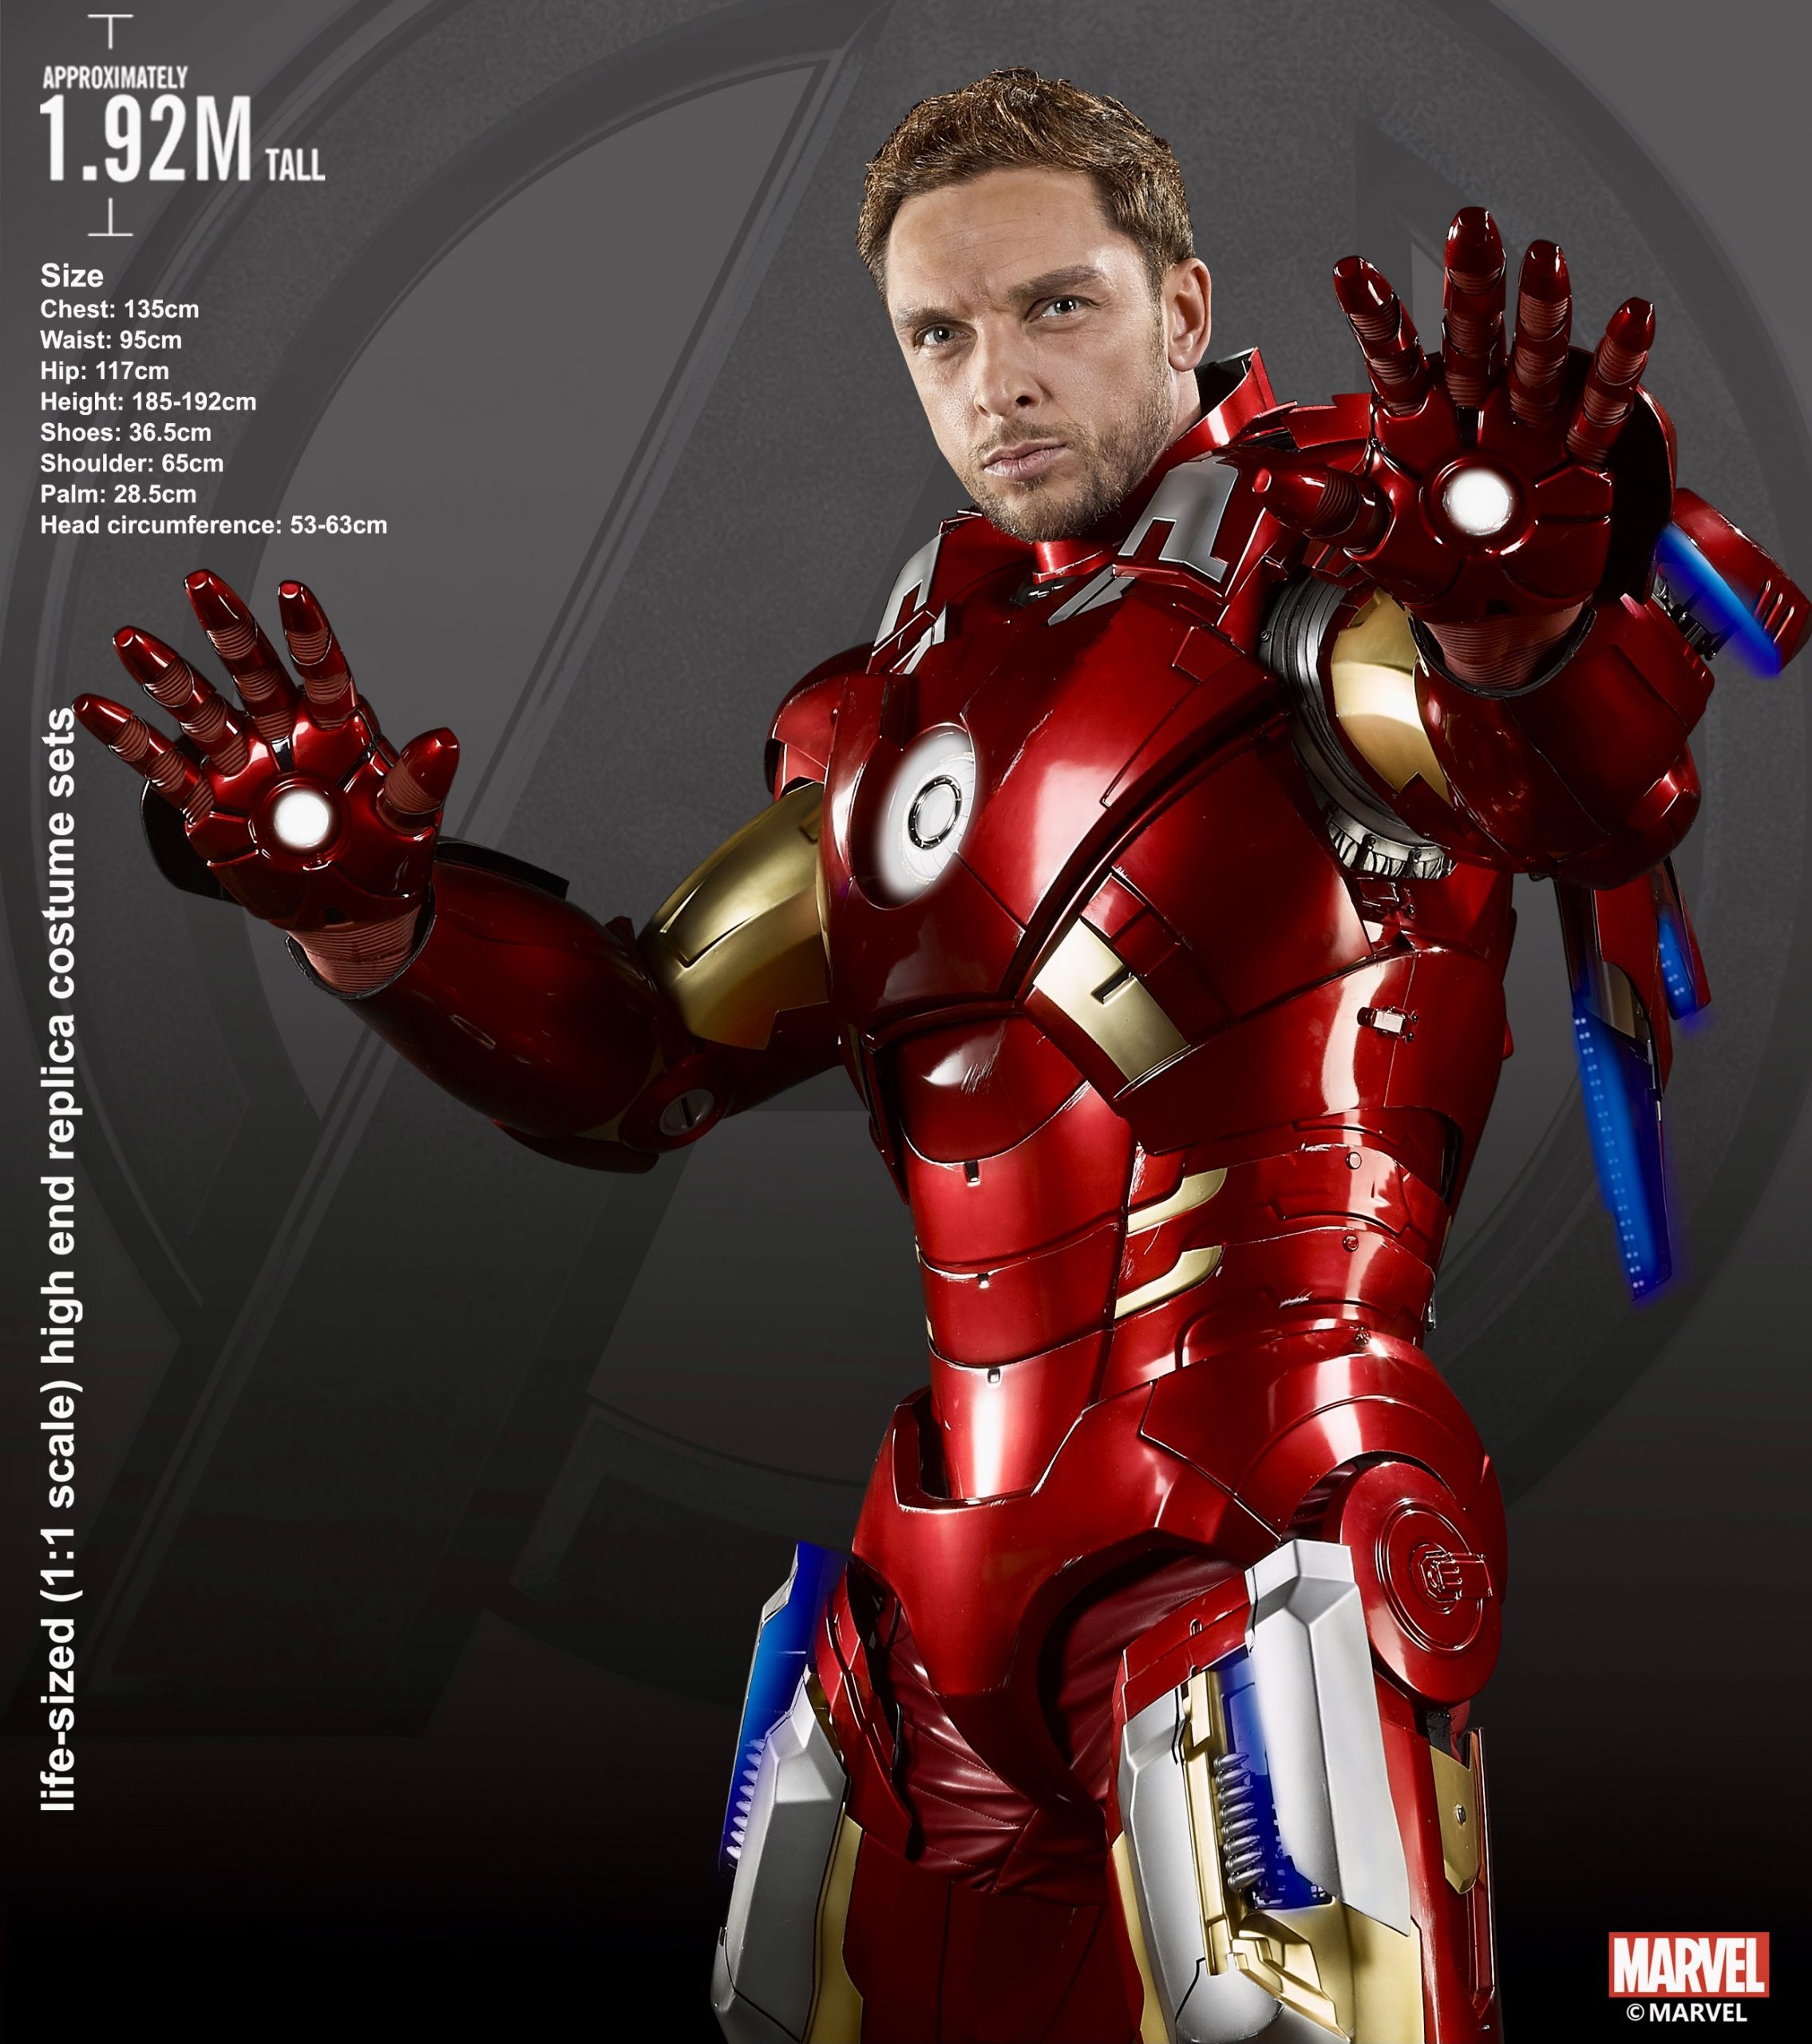 APPROXIMATELY
1.92M TALL
Size
Chest: 135cm
Waist: 95cm
Hip: 117cm
Height: 185-192cm
Shoes: 36.5cm
Shoulder: 65cm
Palm: 28.5cm
Head circumference: 53-63cm
life-sized (1:1 scale) high end replica costume sets
MARVEL
© MARVEL